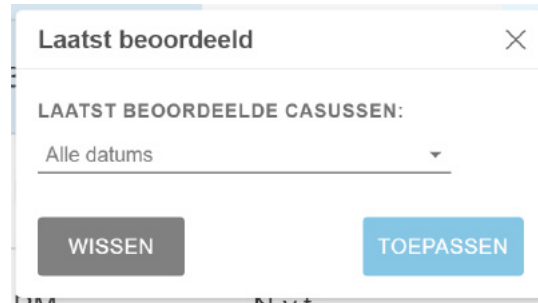 Laatst beoordeeld
LAATST BEOORDEELDE CASUSSEN:
Alle datums
WISSEN
TOEPASSEN